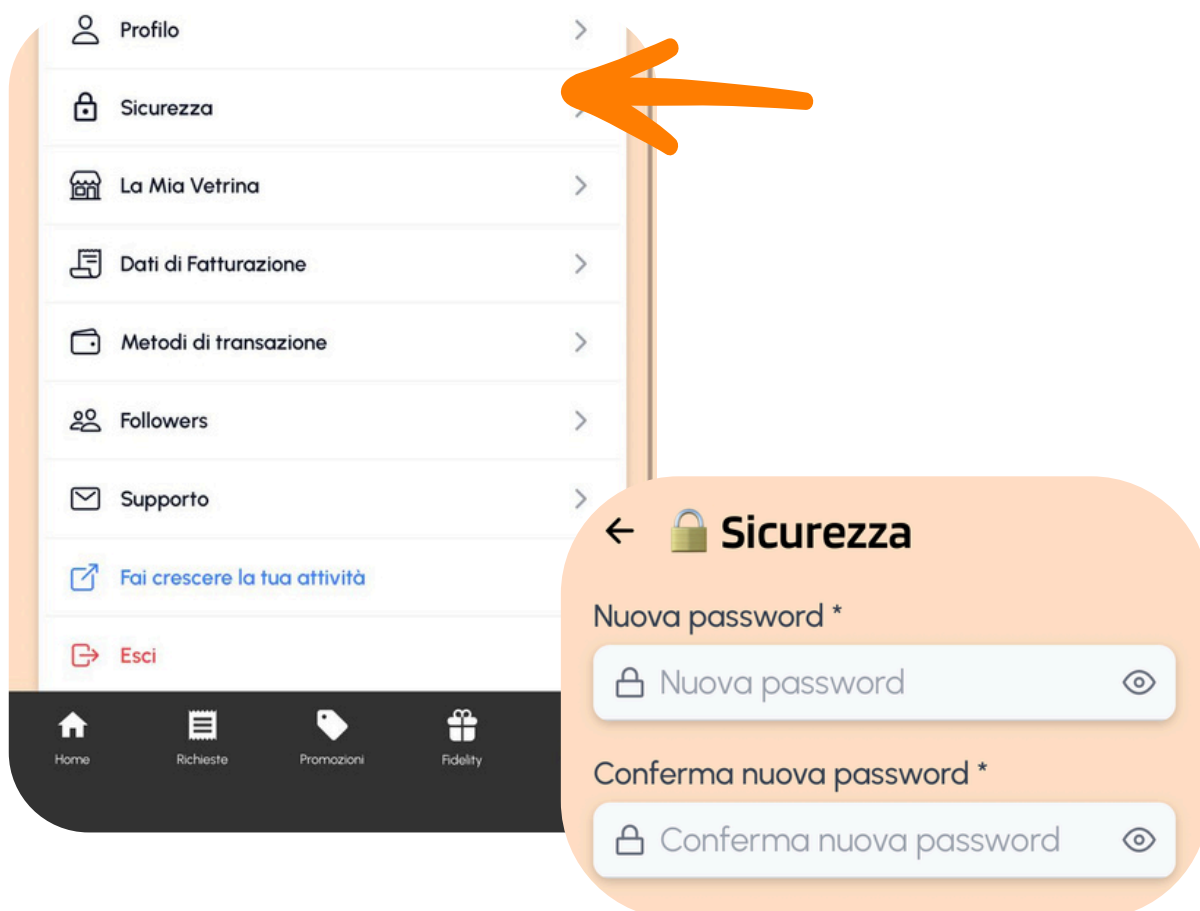 Profilo
Sicurezza
La Mia Vetrina
Dati di Fatturazione
Metodi di transazione
Followers
Supporto
Fai crescere la tua attività
Esci
Home Richieste Promozioni Fidelity
Sicurezza
Nuova password *
Nuova password
Conferma nuova password *
Conferma nuova password